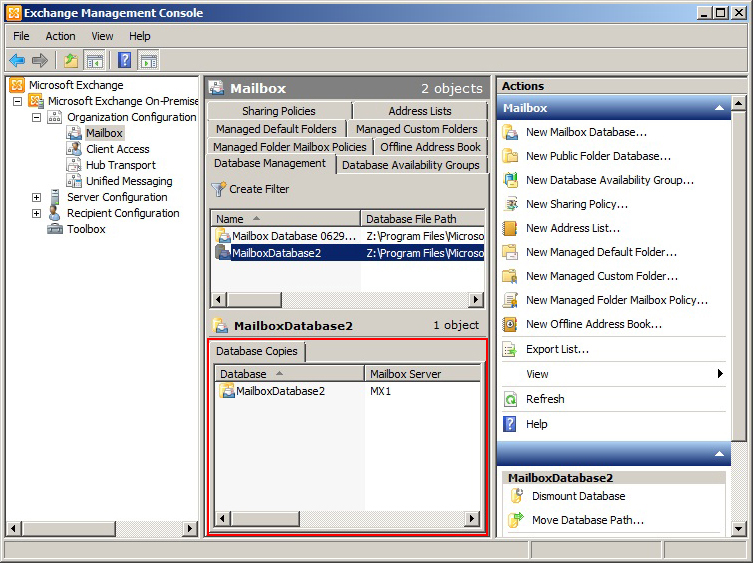 Exchange Management Console
File Action View Help
Microsoft Exchange
Microsoft Exchange On-Premise
Organization Configuration
Mailbox
Client Access
Hub Transport
Unified Messaging
Server Configuration
Recipient Configuration
Toolbox
Mailbox 2 objects
Sharing Policies Address Lists
Managed Default Folders Managed Custom Folders
Managed Folder Mailbox Policies Offline Address Book
Database Management Database Availability Groups
Create Filter
Name Database File Path
Mailbox Database 0629... Z:\Program Files\Microso
MailboxDatabase2 Z:\Program Files\Microso
MailboxDatabase2 1 object
Database Copies
Database Mailbox Server
MailboxDatabase2 MX1
Actions
Mailbox
New Mailbox Database...
New Public Folder Database...
New Database Availability Group...
New Sharing Policy...
New Address List...
New Managed Default Folder...
New Managed Custom Folder...
New Managed Folder Mailbox Policy...
New Offline Address Book...
Export List...
View
Refresh
Help
MailboxDatabase2
Dismount Database
Move Database Path...